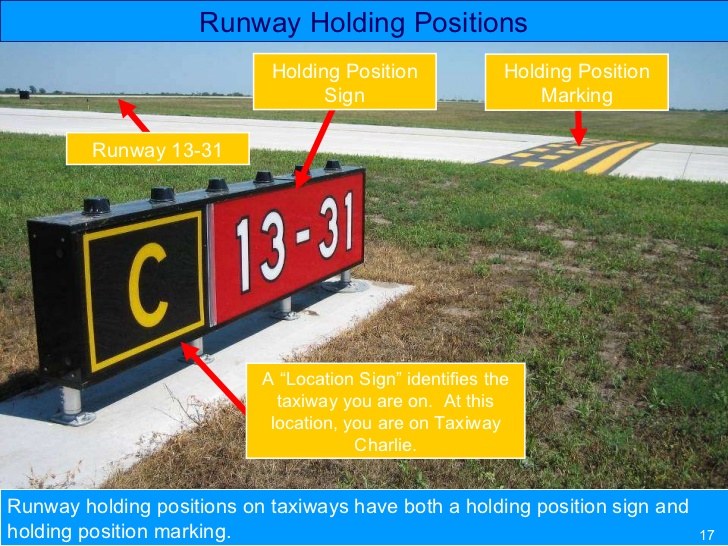 Runway Holding Positions
Holding Position
Sign
Holding Position
Marking
Runway 13-31
C 13-31
A “Location Sign” identifies the
taxiway you are on. At this
location, you are on Taxiway
Charlie.
Runway holding positions on taxiways have both a holding position sign and
holding position marking.
17